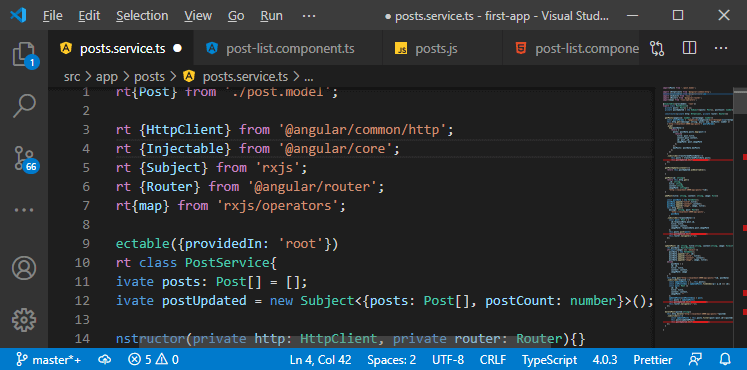 File Edit Selection View Go Run ... ● posts.service.ts - first-app - Visual Stud...
posts.service.ts ● post-list.component.ts JS posts.js post-list.compone ...
1
src > app > posts > posts.service.ts > ...
1 rt{Post} from './post.model';
2
3 rt {HttpClient} from '@angular/common/http';
4 rt {Injectable} from '@angular/core';
5 rt {Subject} from 'rxjs';
6 rt {Router} from '@angular/router';
7 rt{map} from 'rxjs/operators';
8
9 ectable({providedIn: 'root'})
10 rt class PostService{
11 ivate posts: Post[] = [];
12 ivate postUpdated = new Subject<{posts: Post[], postCount: number}>();
13
14 nstructor(private http: HttpClient, private router: Router){}
66
master*+ 5 0 Ln 4, Col 42 Spaces: 2 UTF-8 CRLF TypeScript 4.0.3 Prettier